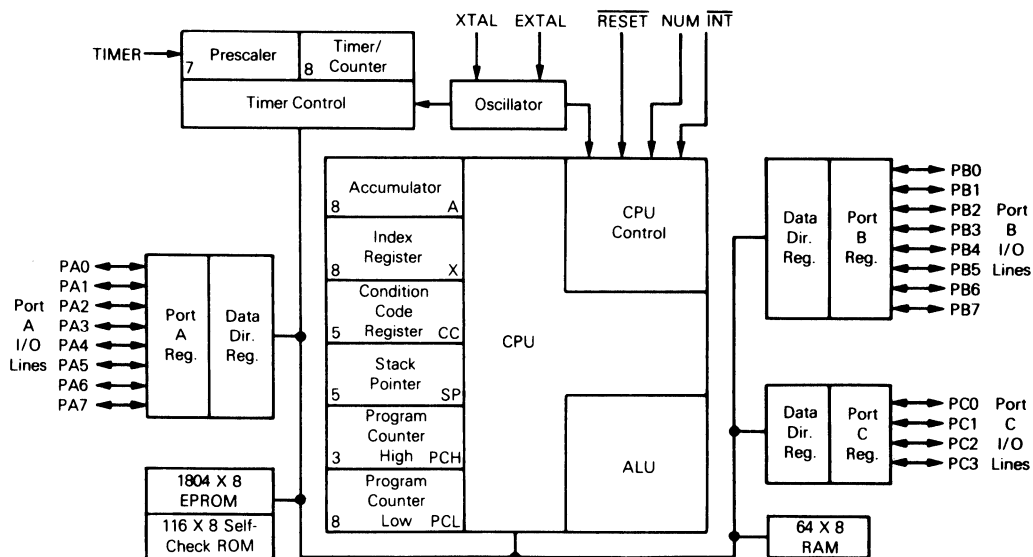 XTAL EXTAL RESET NUM INT
TIMER
Prescaler
7
Timer/
Counter
8
Timer Control
Oscillator
Accumulator
8 A
Index
Register
8 X
Condition
Code
Register
5 CC
Stack
Pointer
5 SP
Program
Counter
High
3 PCH
Program
Counter
Low
8 PCL
CPU
CPU
Control
ALU
Port
A
I/O
Lines
PA0
PA1
PA2
PA3
PA4
PA5
PA6
PA7
Port
A
Reg.
Data
Dir.
Reg.
1804 X 8
EPROM
116 X 8 Self-
Check ROM
Data
Dir.
Reg.
Port
B
Reg.
PB0
PB1
PB2
PB3
PB4
PB5
PB6
PB7
Port
B
I/O
Lines
Data
Dir.
Reg.
Port
C
Reg.
PC0
PC1
PC2
PC3
Port
C
I/O
Lines
64 X 8
RAM